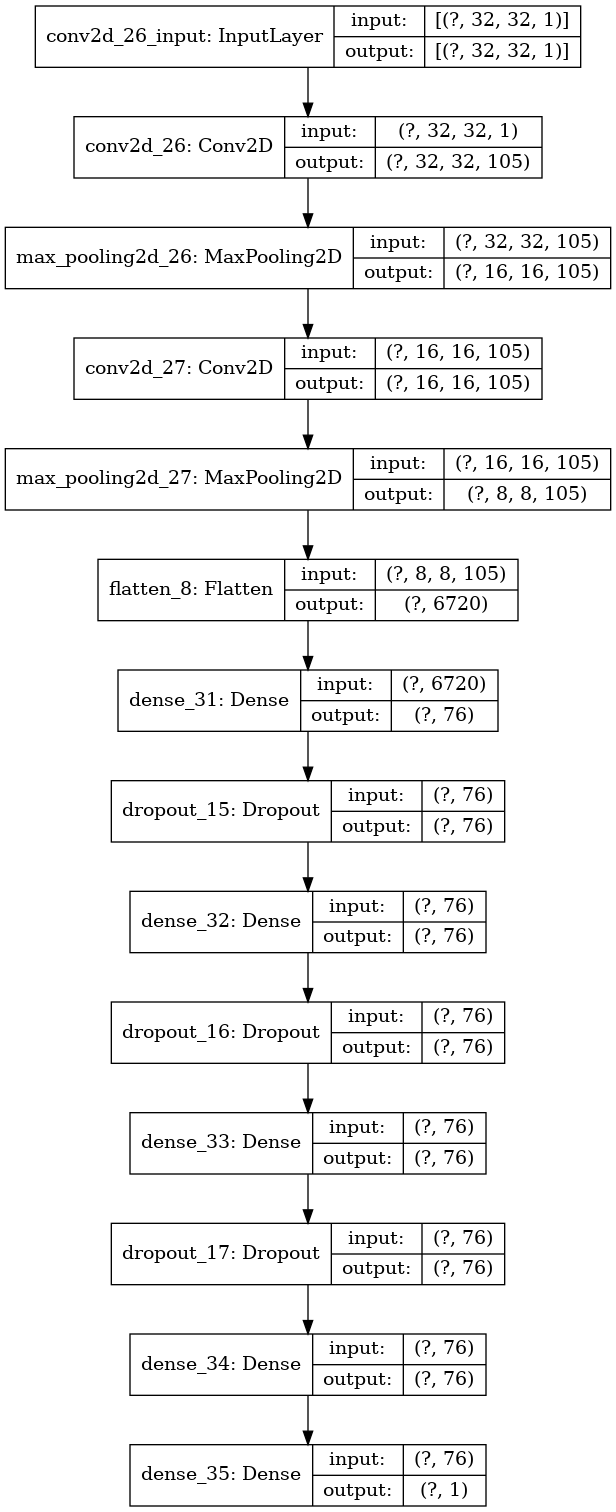 conv2d_26_input: InputLayer
input: [(?, 32, 32, 1)]
output: [(?, 32, 32, 1)]
conv2d_26: Conv2D
input: (?, 32, 32, 1)
output: (?, 32, 32, 105)
max_pooling2d_26: MaxPooling2D
input: (?, 32, 32, 105)
output: (?, 16, 16, 105)
conv2d_27: Conv2D
input: (?, 16, 16, 105)
output: (?, 16, 16, 105)
max_pooling2d_27: MaxPooling2D
input: (?, 16, 16, 105)
output: (?, 8, 8, 105)
flatten_8: Flatten
input: (?, 8, 8, 105)
output: (?, 6720)
dense_31: Dense
input: (?, 6720)
output: (?, 76)
dropout_15: Dropout
input: (?, 76)
output: (?, 76)
dense_32: Dense
input: (?, 76)
output: (?, 76)
dropout_16: Dropout
input: (?, 76)
output: (?, 76)
dense_33: Dense
input: (?, 76)
output: (?, 76)
dropout_17: Dropout
input: (?, 76)
output: (?, 76)
dense_34: Dense
input: (?, 76)
output: (?, 76)
dense_35: Dense
input: (?, 76)
output: (?, 1)